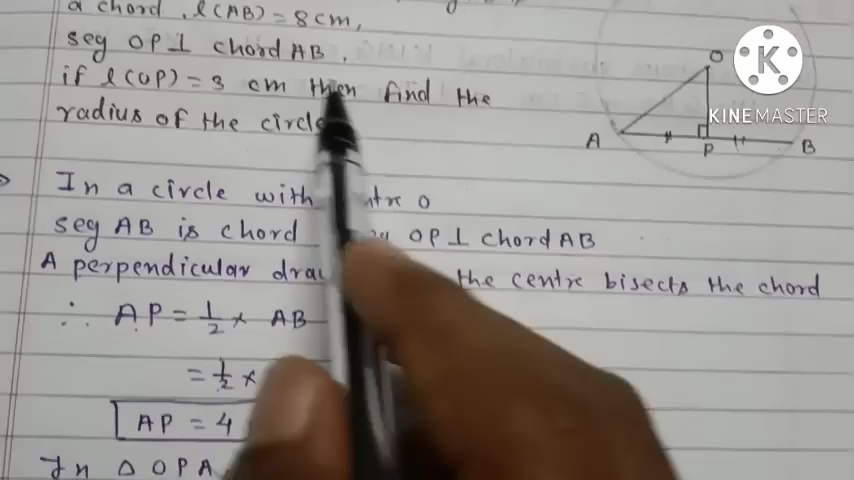 a chord, l(AB) = 8 cm,
seg OP ⊥ chord AB,
if l(OP) = 3 cm then find the
radius of the circle
O
K
KINEMASTER
A
P
B
In a circle with centre O
seg AB is chord OP ⊥ chord AB
A perpendicular the centre bisects the chord
∴ AP = 1/2 × AB
= 1/2 ×
AP = 4
In △ OPA